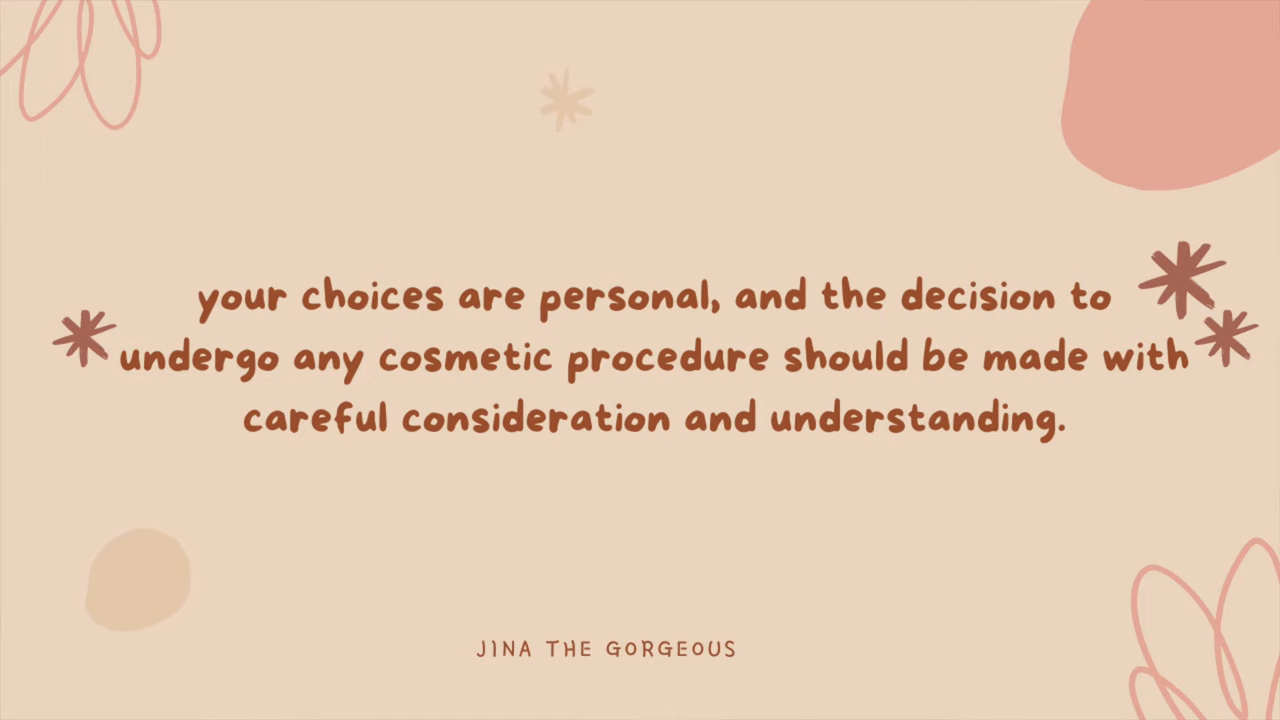 your choices are personal, and the decision to
undergo any cosmetic procedure should be made with
careful consideration and understanding.
JINA THE GORGEOUS